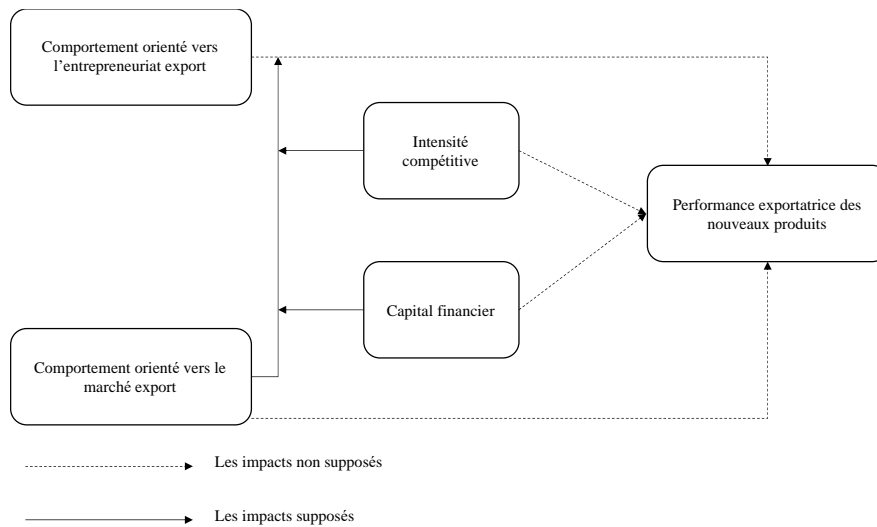 Comportement orienté vers
l'entrepreneuriat export
Intensité
compétitive
Performance exportatrice des
nouveaux produits
Capital financier
Comportement orienté vers le
marché export
Les impacts non supposés
Les impacts supposés